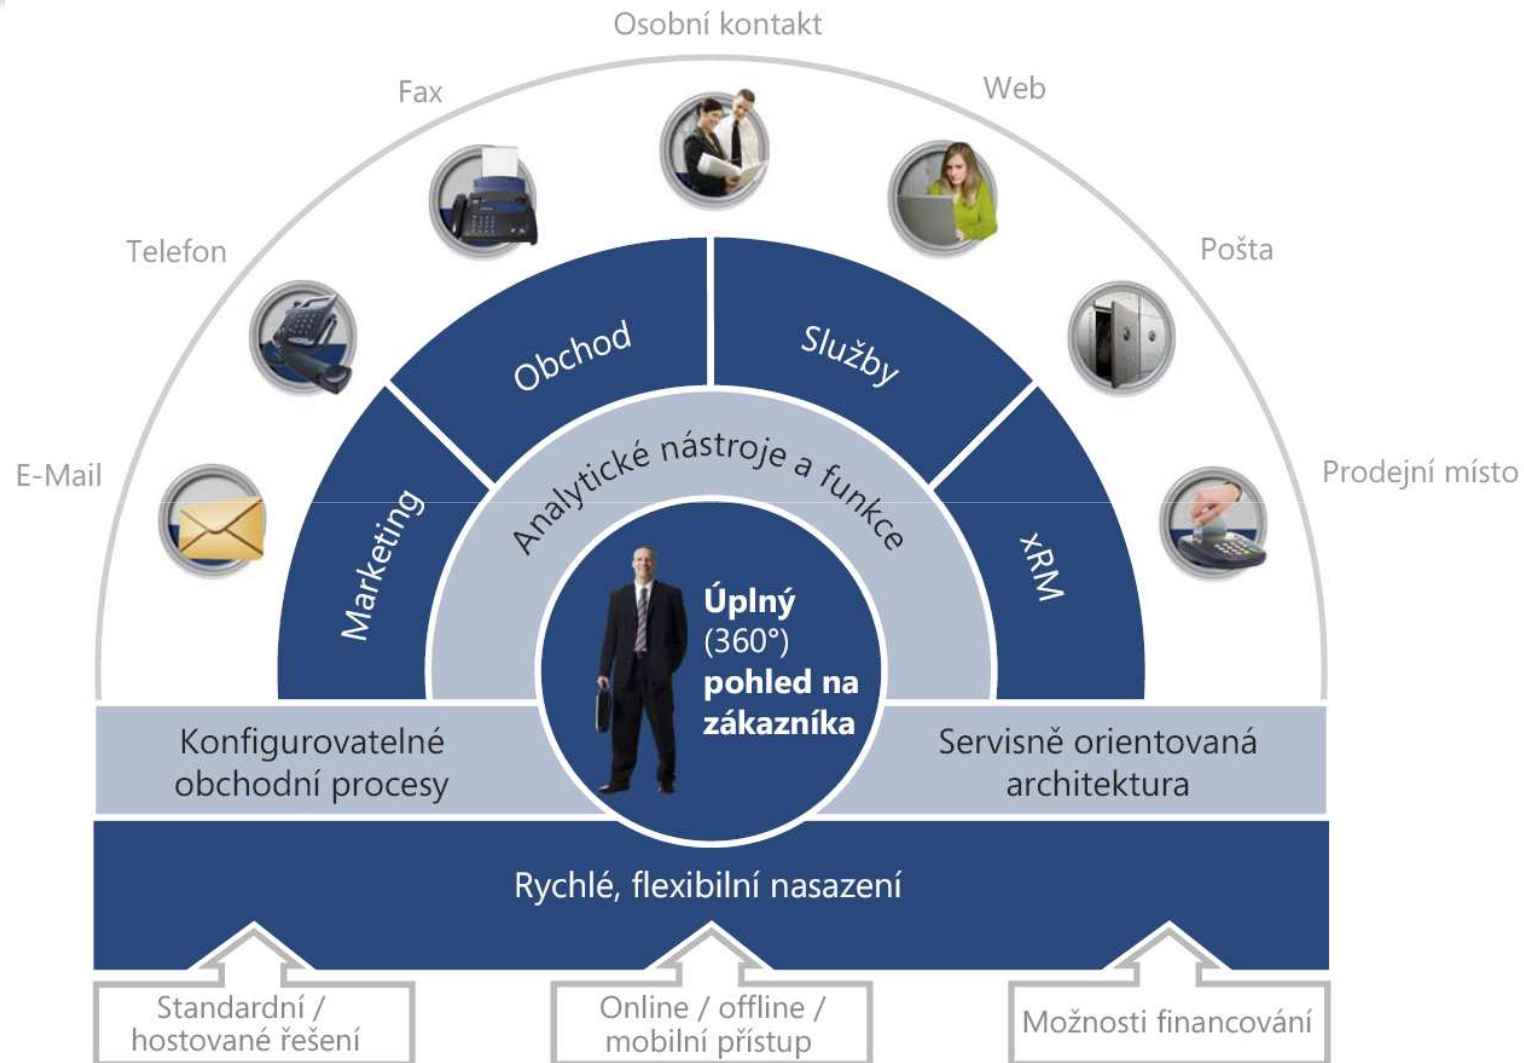 Osobní kontakt
Fax
Web
Telefon
Pošta
E-Mail
Prodejní místo
Marketing
Obchod
Služby
xRM
Analytické nástroje a funkce
Úplný
(360°)
pohled na
zákazníka
Konfigurovatelné
obchodní procesy
Servisně orientovaná
architektura
Rychlé, flexibilní nasazení
Standardní /
hostované řešení
Online / offline /
mobilní přístup
Možnosti financování